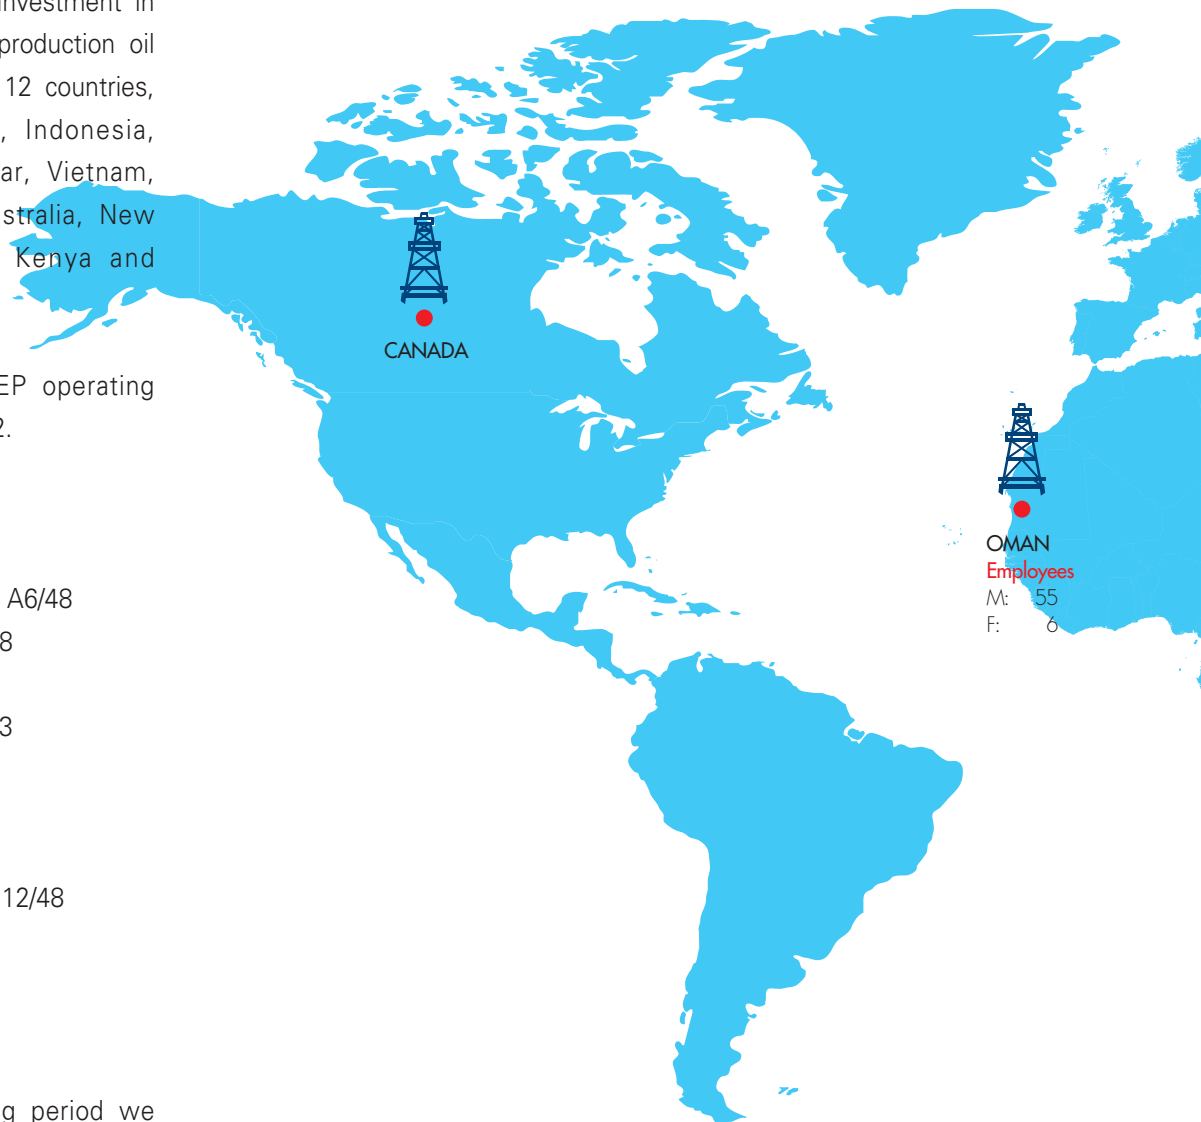 investment in
production oil
12 countries,
, Indonesia,
ar, Vietnam,
stralia, New
Kenya and
EP operating
2.
A6/48
8
3
12/48
g period we
CANADA
OMAN
Employees
M: 55
F: 6